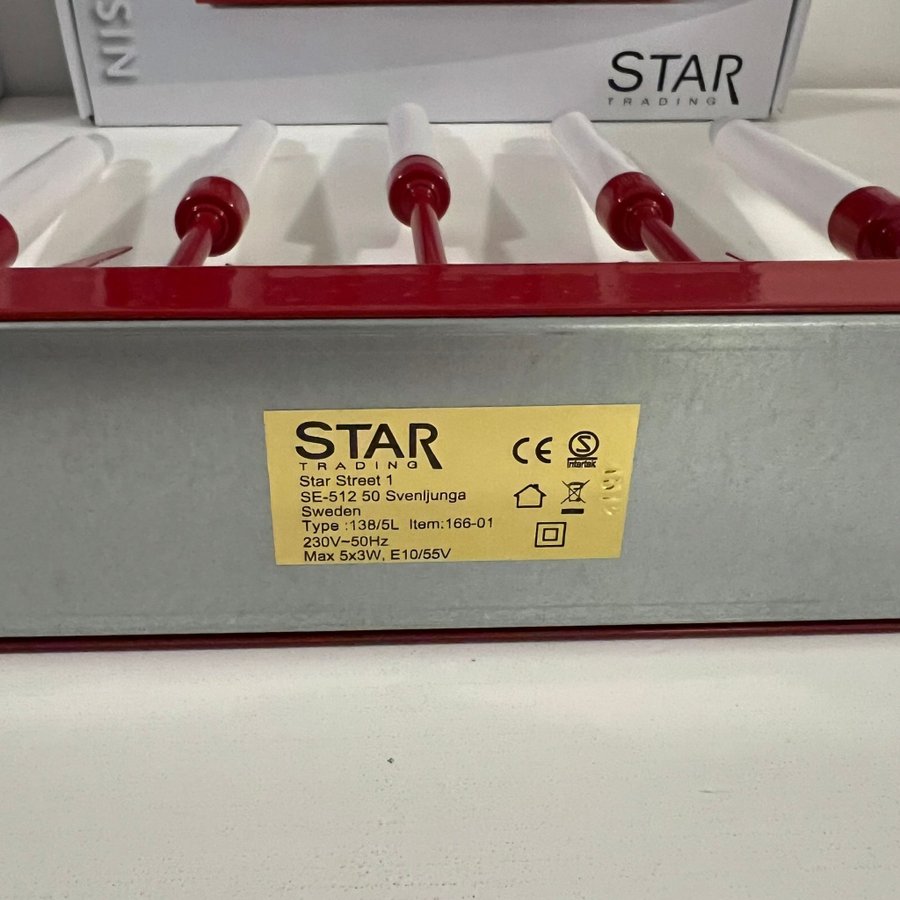 SIN
STAR
TRADING
STAR
TRADING
Star Street 1
SE-512 50 Svenljunga
Sweden
Type :138/5L Item:166-01
230V~50Hz
Max 5x3W, E10/55V
CE
S
Intertek